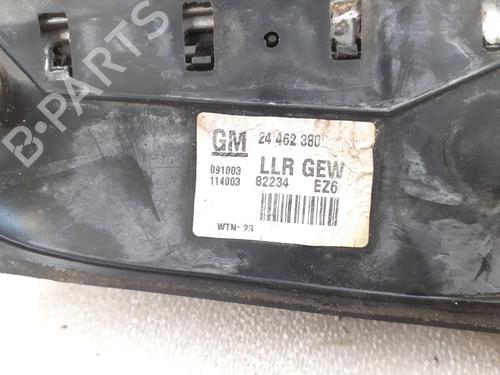 B-PARTS
GM 24 462 380
091003 LLR GEW
114003 82234 EZ6
WTN: 23